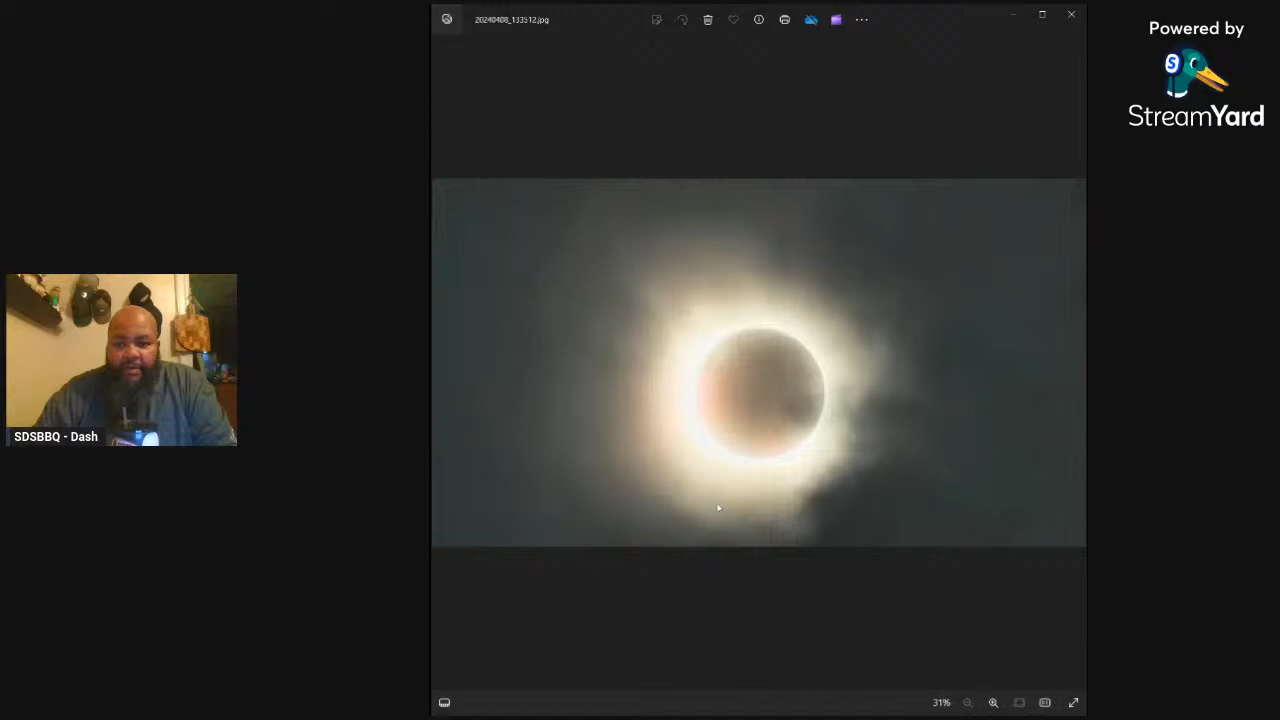 20240408_133512.jpg
Powered by
S
StreamYard
SDSBBQ - Dash
31%